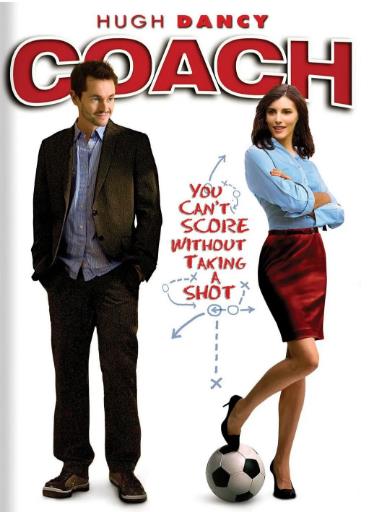 HUGH DANCY
COACH
YOU
CAN'T
SCORE
WITHOUT
TAKING
A
SHOT